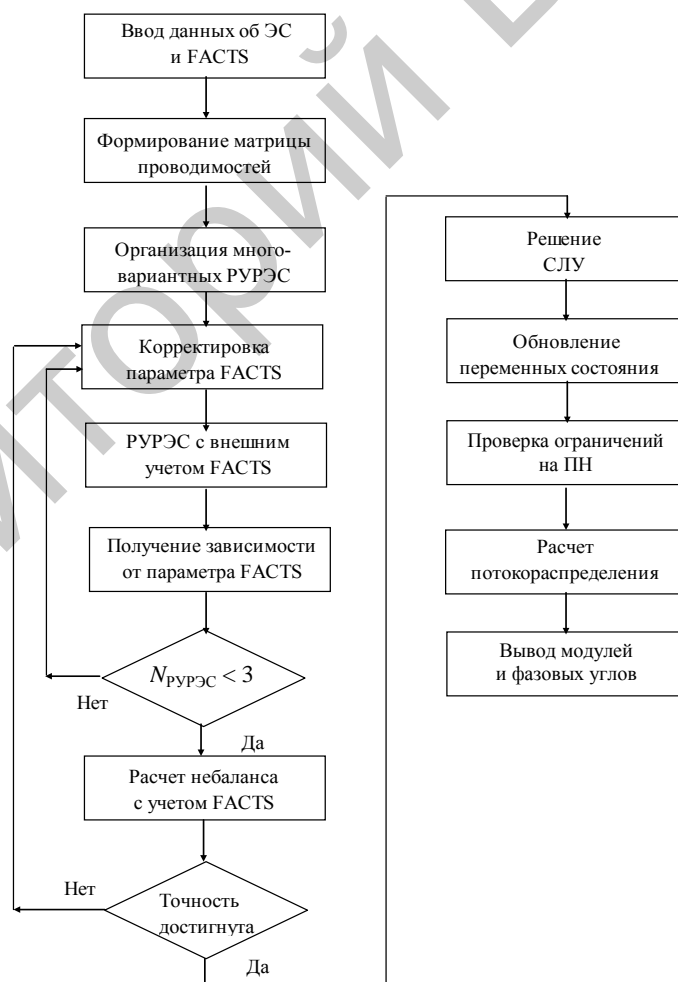 Ввод данных об ЭС
и FACTS
Формирование матрицы
проводимостей
Организация много-
вариантных РУРЭС
Корректировка
параметра FACTS
РУРЭС с внешним
учетом FACTS
Получение зависимости
от параметра FACTS
NРУРЭС < 3
Нет
Да
Расчет небаланса
с учетом FACTS
Нет
Точность
достигнута
Да
Решение
СЛУ
Обновление
переменных состояния
Проверка ограничений
на ПН
Расчет
потокораспределения
Вывод модулей
и фазовых углов